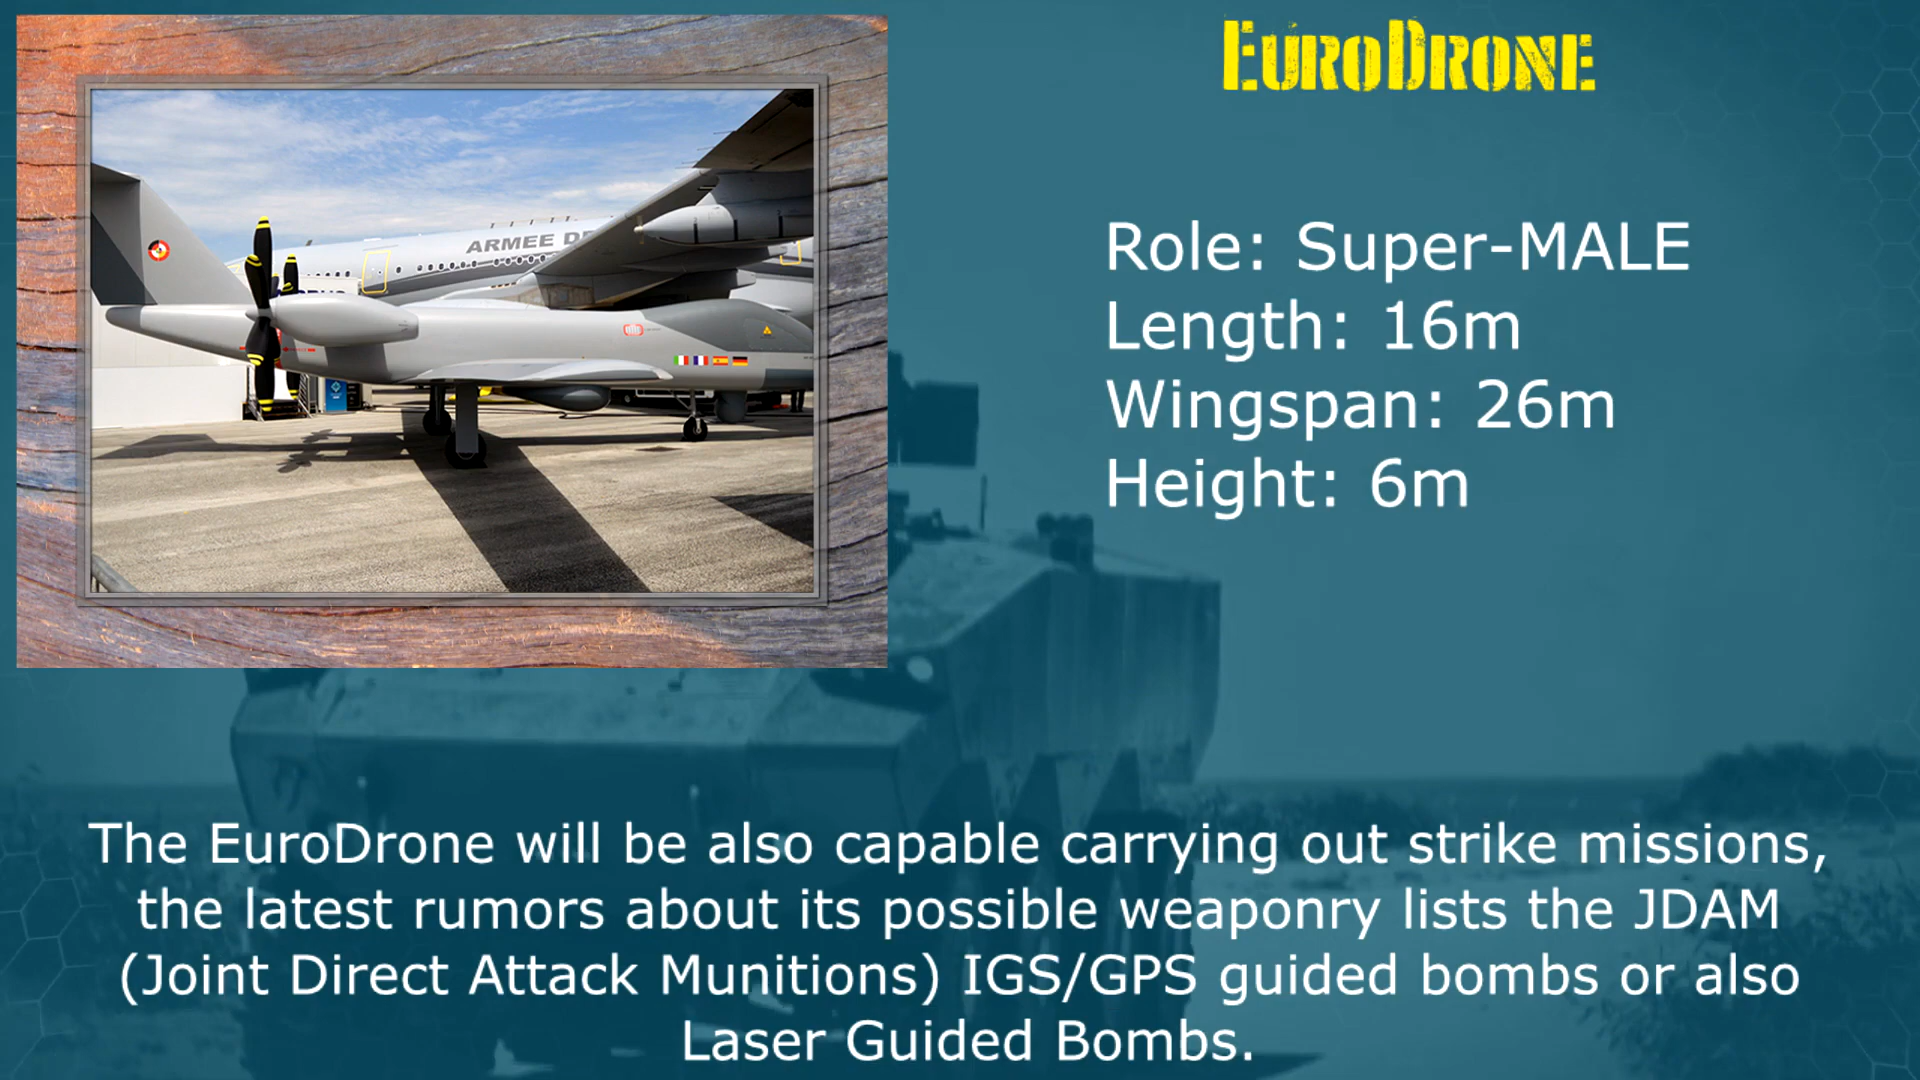 EURODRONE
ARMEE DE
Role: Super-MALE
Length: 16m
Wingspan: 26m
Height: 6m
The EuroDrone will be also capable carrying out strike missions,
the latest rumors about its possible weaponry lists the JDAM
(Joint Direct Attack Munitions) IGS/GPS guided bombs or also
Laser Guided Bombs.